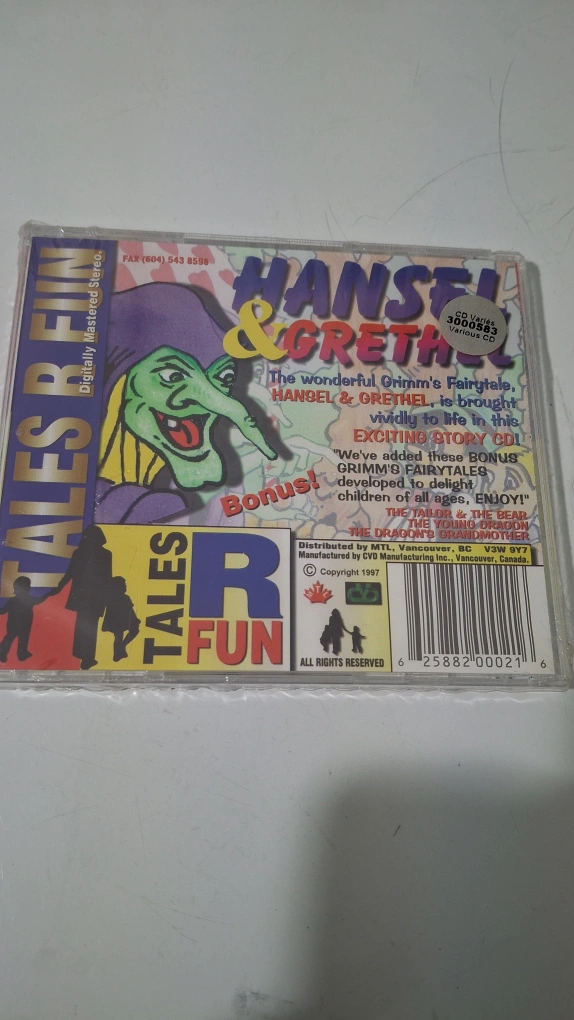 TALES R FUN
Digitally Mastered Stereo.
FAX (604) 543 8598
HANSEL
& GRETHEL
CD Variés
3000583
Various CD
The wonderful Grimm's Fairytale,
HANSEL & GRETHEL, is brought
vividly to life in this
EXCITING STORY CD!
Bonus!
"We've added these BONUS
GRIMM'S FAIRYTALES
developed to delight
children of all ages, ENJOY!"
THE TAILOR & THE BEAR
THE YOUNG DRAGON
THE DRAGON'S GRANDMOTHER
TALES
R
FUN
Distributed by MTL, Vancouver, BC V3W 9Y7
Manufactured by CVD Manufacturing Inc., Vancouver, Canada.
© Copyright 1997
ALL RIGHTS RESERVED
6 25882 00021 6